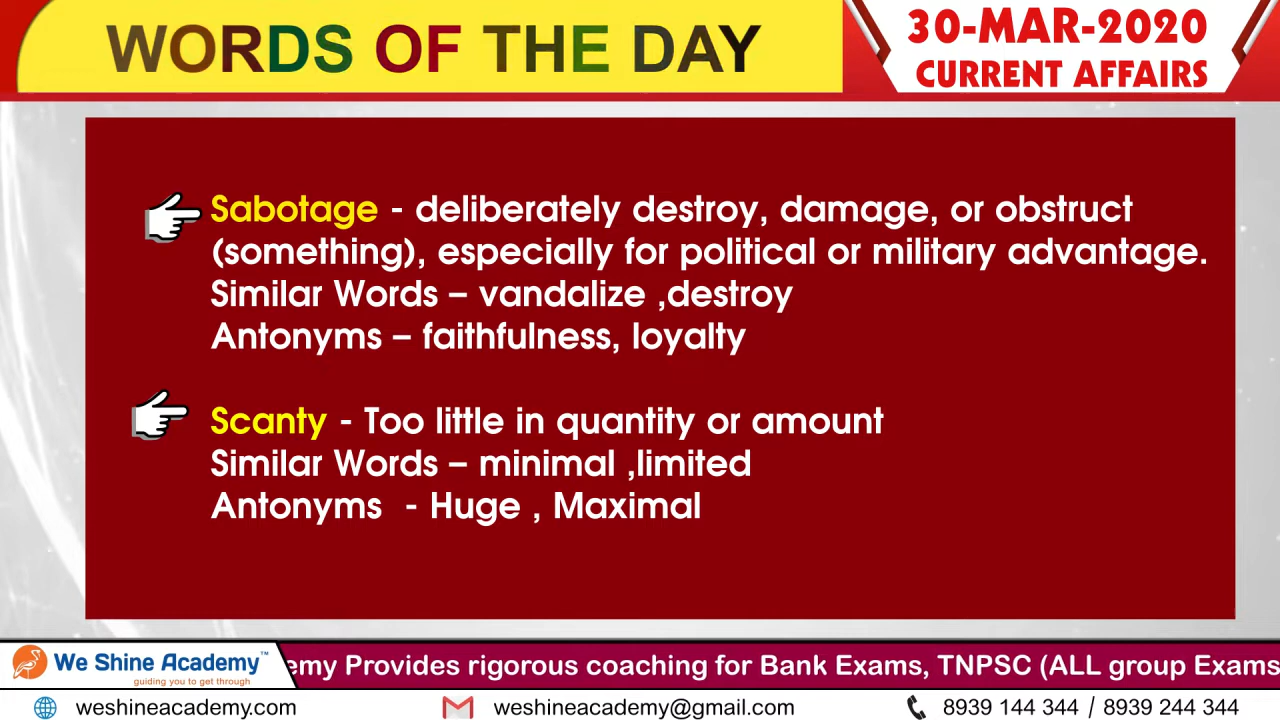 WORDS OF THE DAY
30-MAR-2020
CURRENT AFFAIRS
Sabotage - deliberately destroy, damage, or obstruct
(something), especially for political or military advantage.
Similar Words – vandalize ,destroy
Antonyms – faithfulness, loyalty
Scanty - Too little in quantity or amount
Similar Words – minimal ,limited
Antonyms - Huge , Maximal
We Shine Academy™
guiding you to get through
emy Provides rigorous coaching for Bank Exams, TNPSC (ALL group Exams
weshineacademy.com
weshineacademy@gmail.com
8939 144 344 / 8939 244 344